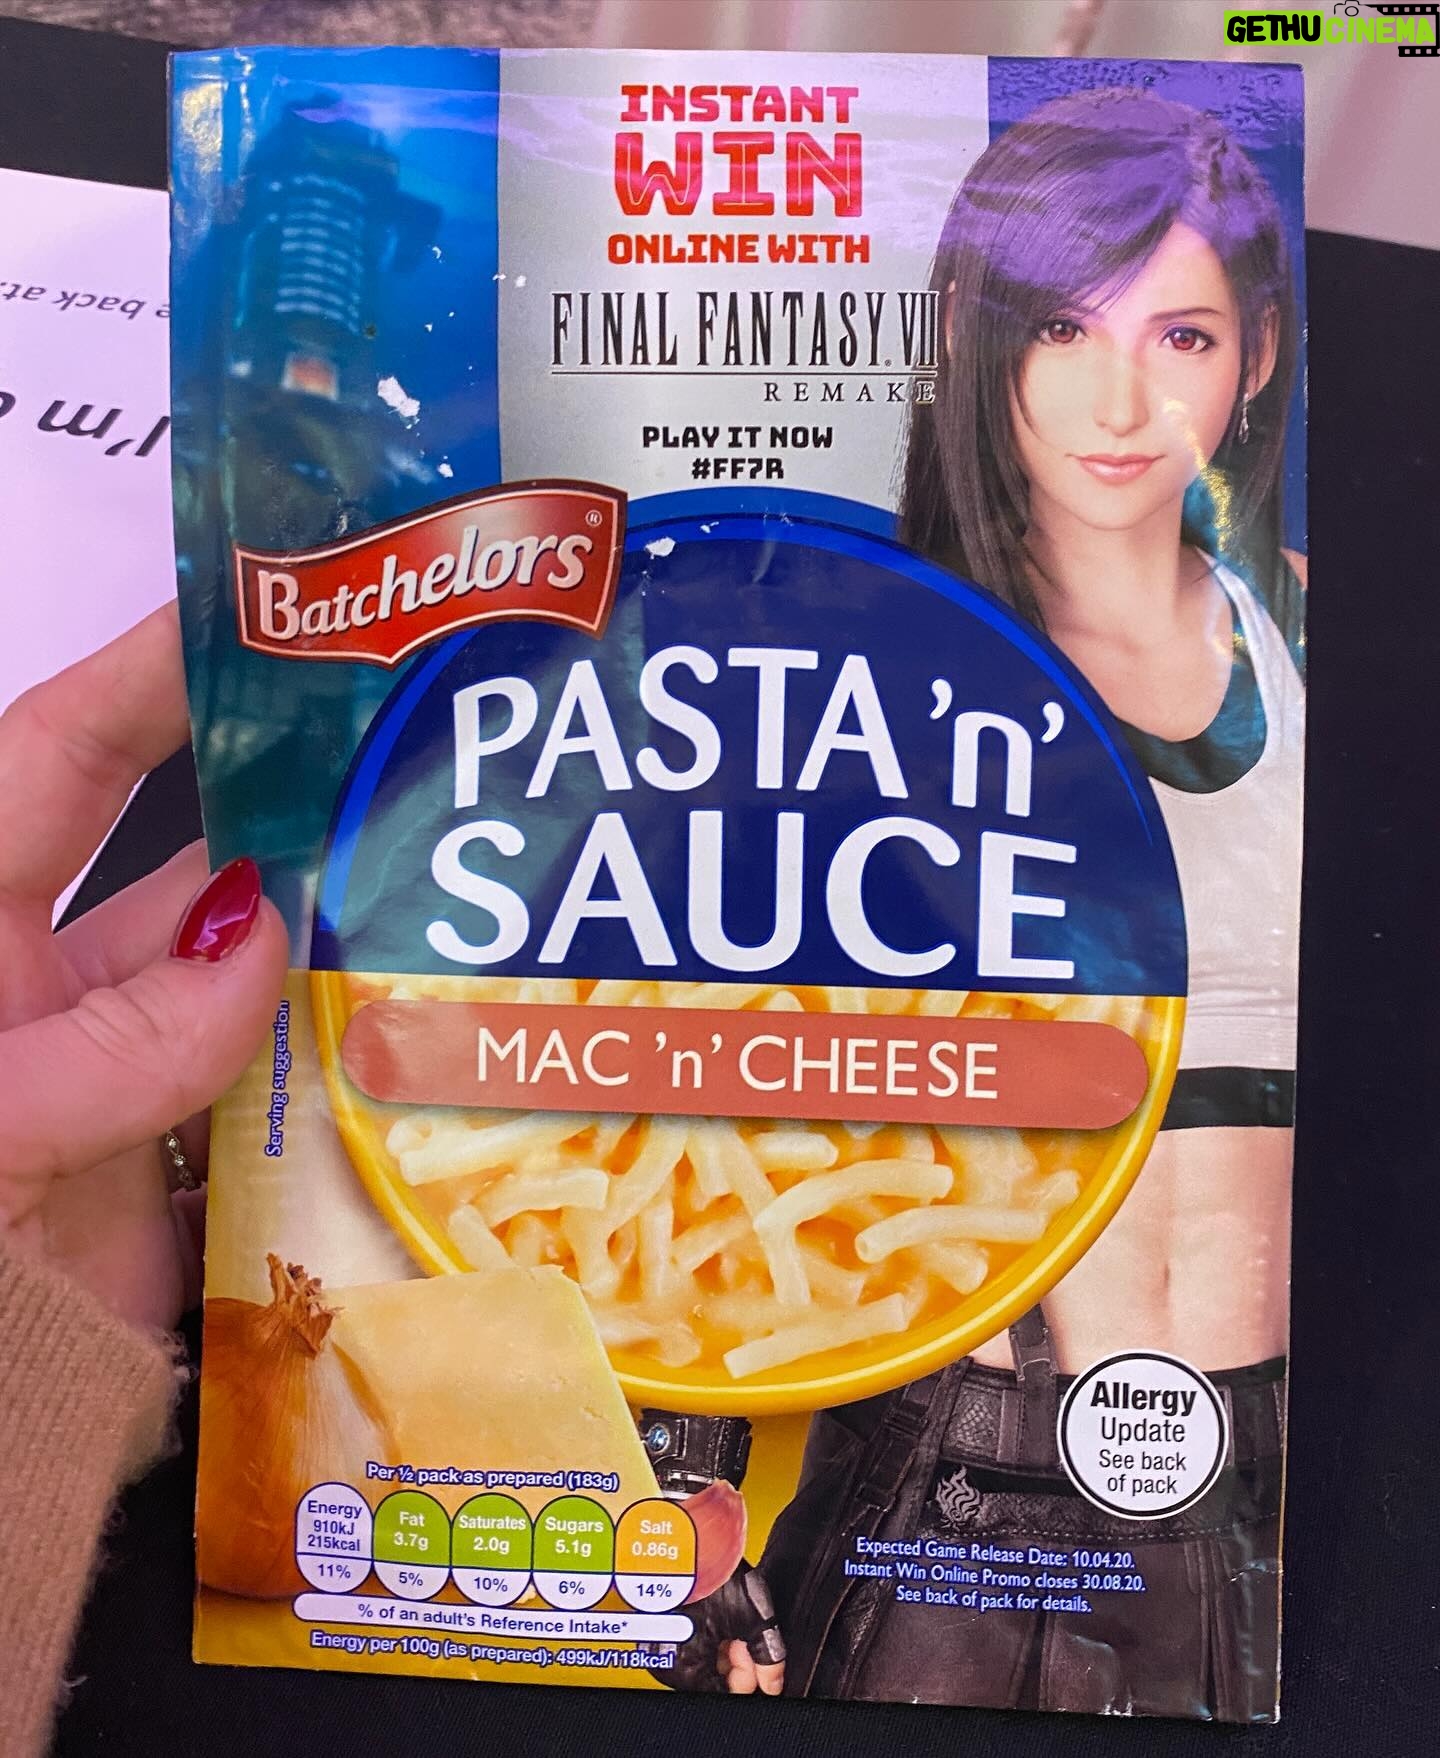 GETHU CINEMA
INSTANT
WIN
ONLINE WITH
FINAL FANTASY VII
REMAKE
PLAY IT NOW
#FF7R
Batchelors®
PASTA 'n'
SAUCE
MAC 'n' CHEESE
Serving suggestion
Allergy
Update
See back
of pack
Per ½ pack as prepared (183g)
Energy 910kJ 215kcal 11%
Fat 3.7g 5%
Saturates 2.0g 10%
Sugars 5.1g 6%
Salt 0.86g 14%
% of an adult's Reference Intake*
Energy per 100g (as prepared): 499kJ/118kcal
Expected Game Release Date: 10.04.20.
Instant Win Online Promo closes 30.08.20.
See back of pack for details.
back at
I'm